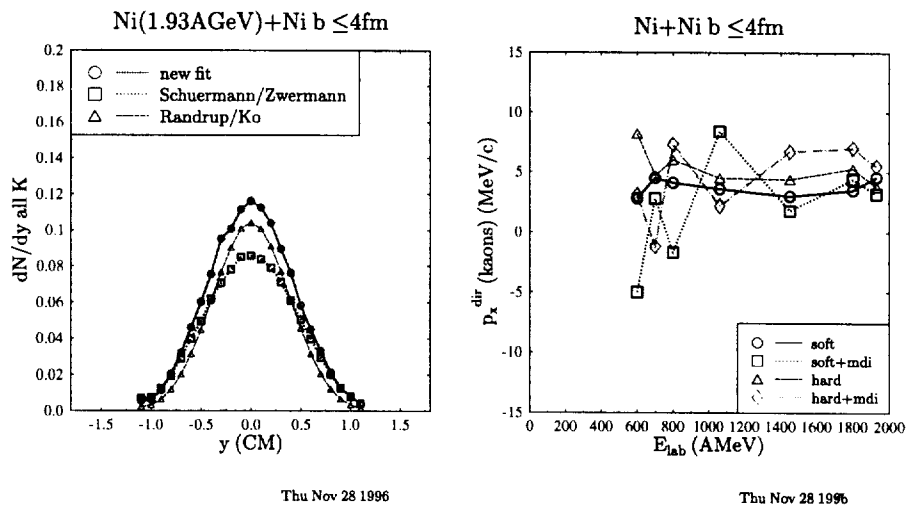 Ni(1.93AGeV)+Ni b ≤4fm
0.2
0.18
0.16
0.14
0.12
0.10
0.08
0.06
0.04
0.02
0.0
dN/dy all K
new fit
Schuermann/Zwermann
Randrup/Ko
-1.5
-1.0
-0.5
0.0
0.5
1.0
1.5
y (CM)
Thu Nov 28 1996
Ni+Ni b ≤4fm
15
10
5
0
-5
-10
-15
p_x^dir (kaons) (MeV/c)
soft
soft+mdi
hard
hard+mdi
0
200
400
600
800
1000
1200
1400
1600
1800
2000
E_lab (AMeV)
Thu Nov 28 1996